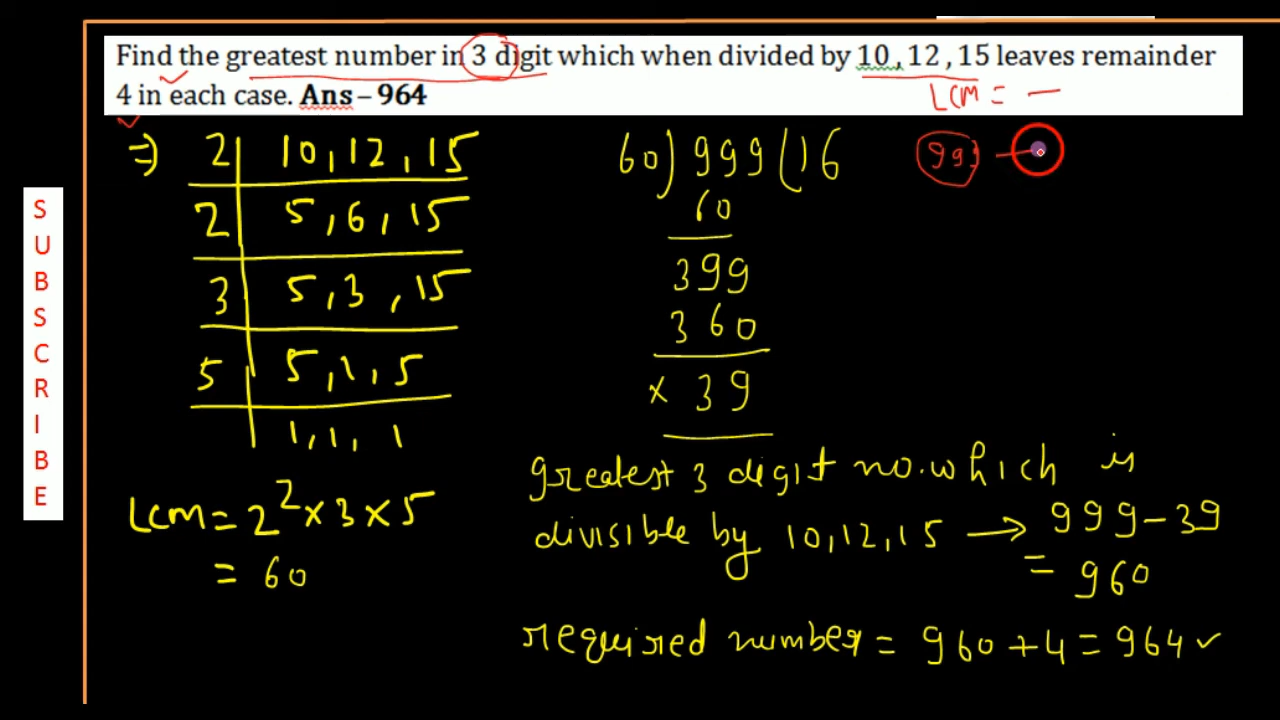 Find the greatest number in 3 digit which when divided by 10, 12, 15 leaves remainder
4 in each case. Ans – 964
LCM = —
SUBSCRIBE
=) 2 | 10, 12, 15
2 | 5, 6, 15
3 | 5, 3, 15
5 | 5, 1, 5
1, 1, 1
LCM = 2² × 3 × 5
= 60
60) 999 (16
60
399
360
× 39
999 —
greatest 3 digit no. which is
divisible by 10, 12, 15 → 999 - 39
= 960
required number = 960 + 4 = 964 ✓